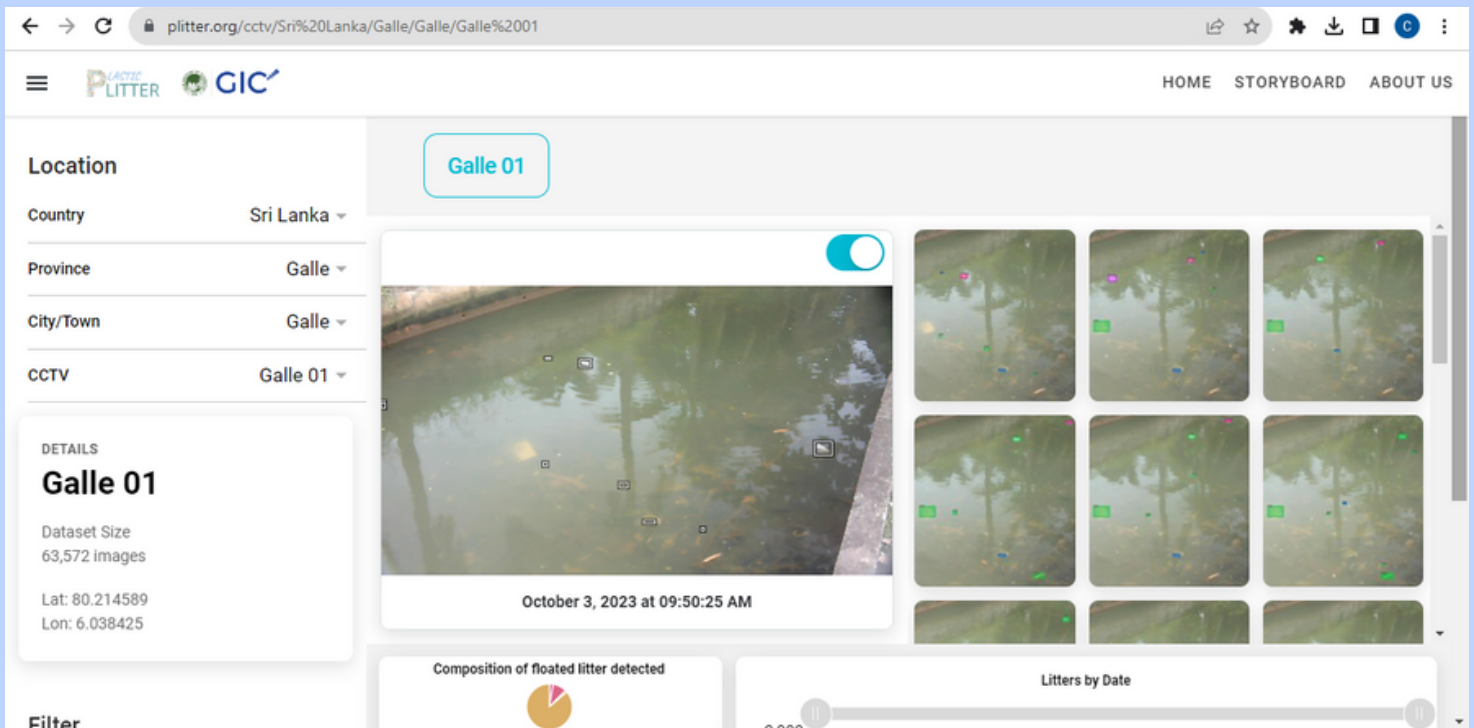 plitter.org/cctv/Sri%20Lanka/Galle/Galle/Galle%2001
C
PLASTIC
LITTER
GIC
HOME STORYBOARD ABOUT US
Location
Country Sri Lanka
Province Galle
City/Town Galle
CCTV Galle 01
DETAILS
Galle 01
Dataset Size
63,572 images
Lat: 80.214589
Lon: 6.038425
Filter
Galle 01
October 3, 2023 at 09:50:25 AM
Composition of floated litter detected
Litters by Date